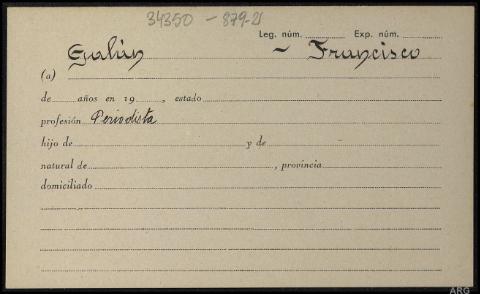 34350 - 879-21
Leg. núm. Exp. núm.
Galán ~ Francisco
(a)
de años en 19 , estado
profesión Periodista
hijo de y de
natural de , provincia
domiciliado
ARG